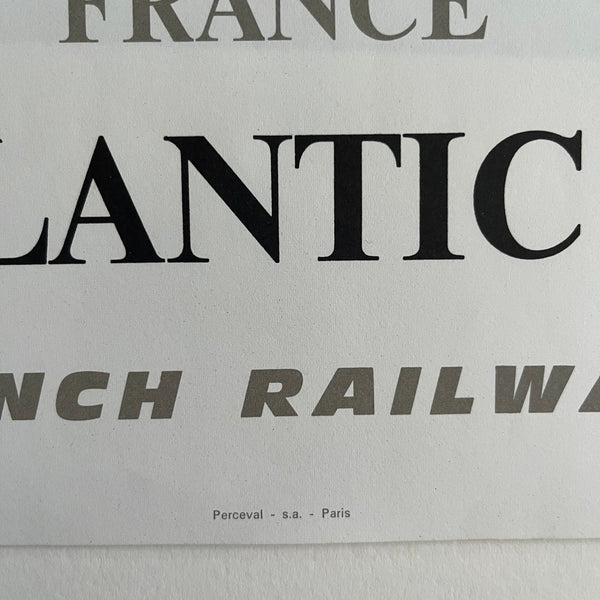 FRANCE
LANTIC
NCH RAILWA
Perceval - s.a. - Paris